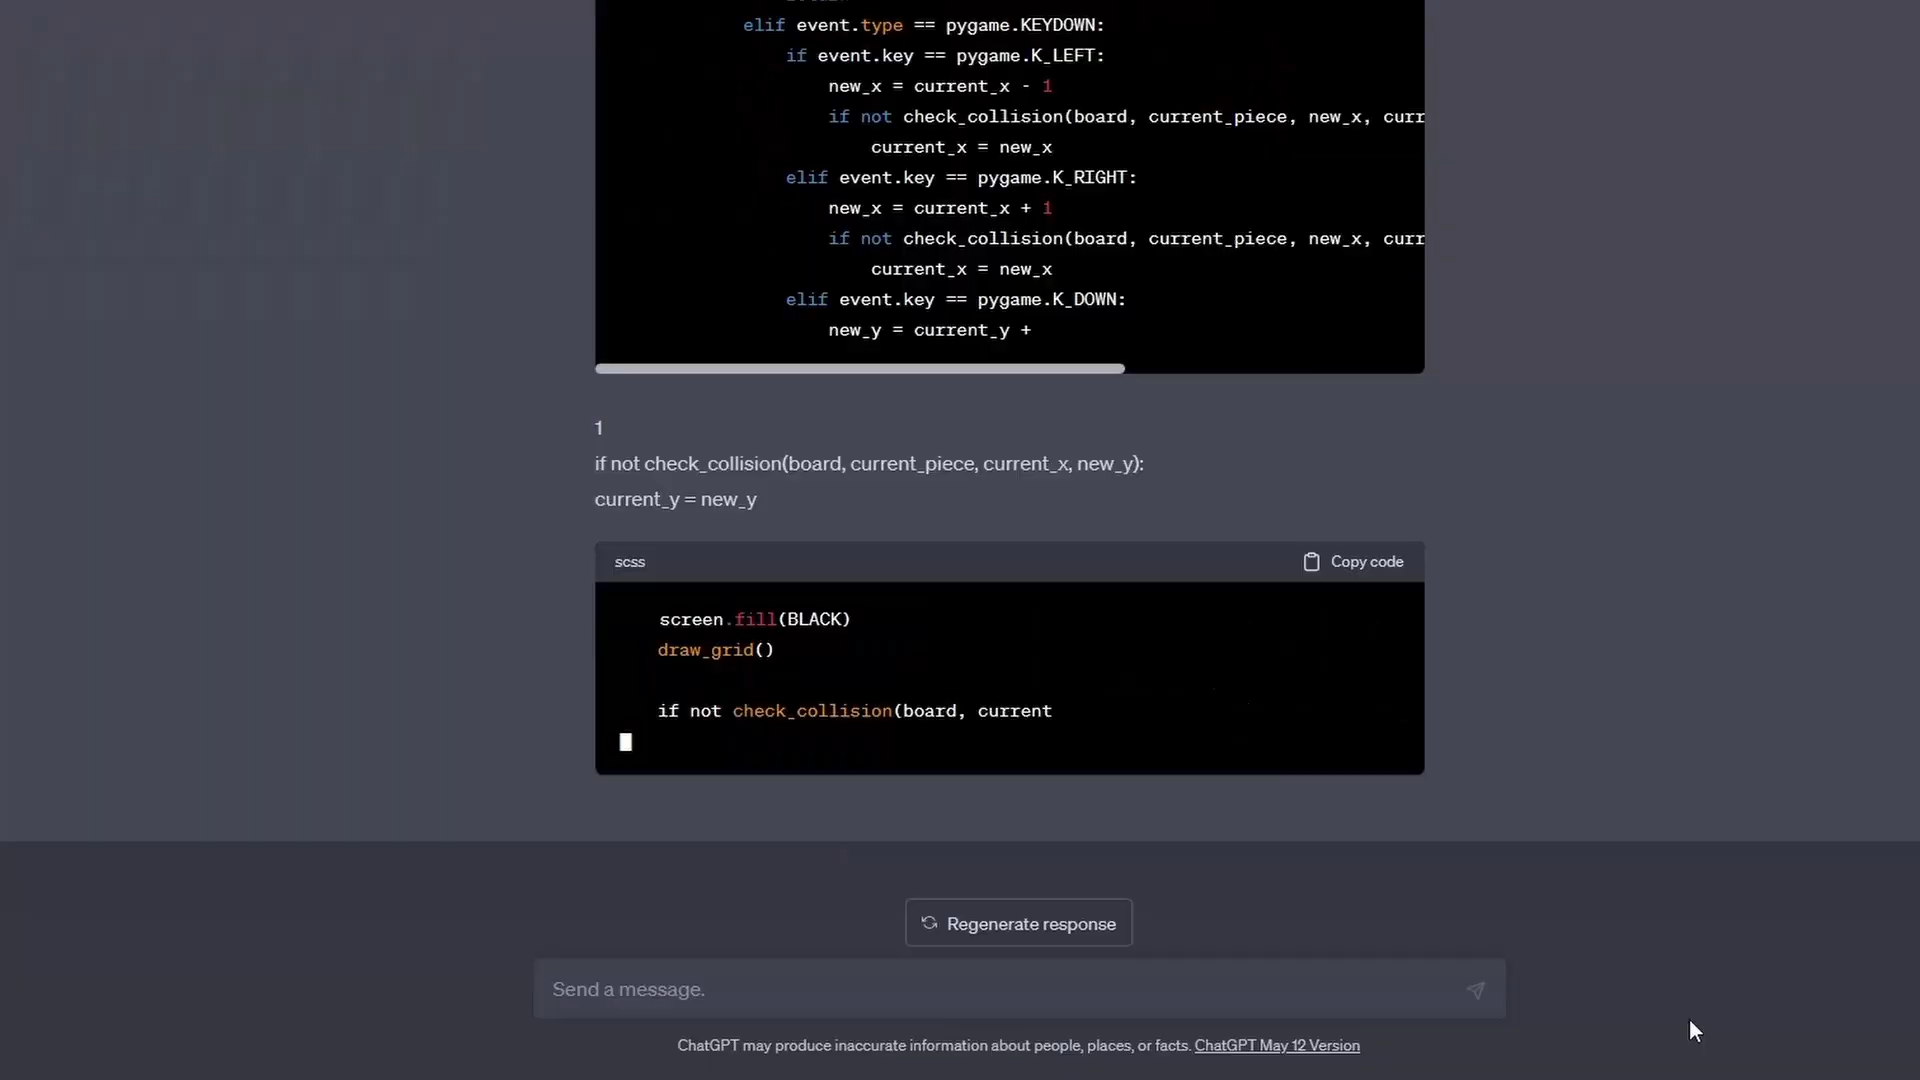 elif event.type == pygame.KEYDOWN:
if event.key == pygame.K_LEFT:
new_x = current_x - 1
if not check_collision(board, current_piece, new_x, curr
current_x = new_x
elif event.key == pygame.K_RIGHT:
new_x = current_x + 1
if not check_collision(board, current_piece, new_x, curr
current_x = new_x
elif event.key == pygame.K_DOWN:
new_y = current_y +
1
if not check_collision(board, current_piece, current_x, new_y):
current_y = new_y
scss
Copy code
screen.fill(BLACK)
draw_grid()
if not check_collision(board, current
Regenerate response
Send a message.
ChatGPT may produce inaccurate information about people, places, or facts. ChatGPT May 12 Version